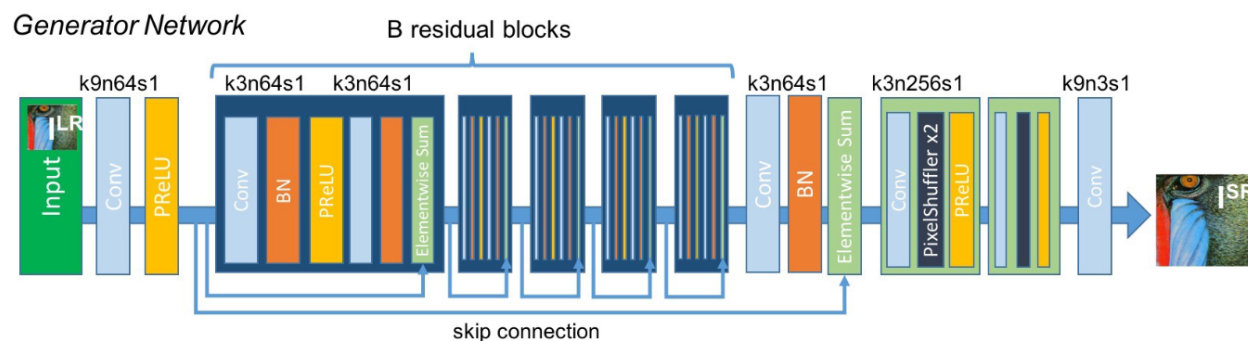 Generator Network
B residual blocks
k9n64s1
k3n64s1
k3n64s1
k3n64s1
k3n256s1
k9n3s1
I LR
Input
Conv
PReLU
Conv
BN
PReLU
Elementwise Sum
Conv
BN
Elementwise Sum
Conv
PixelShuffler x2
PReLU
Conv
I SR
skip connection